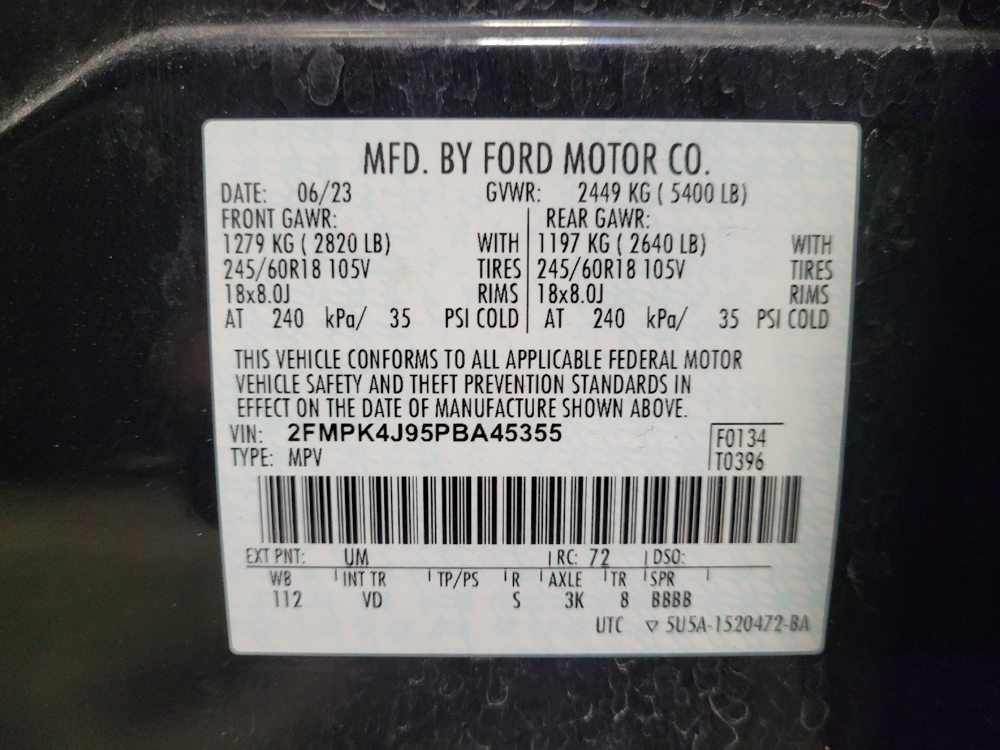 MFD. BY FORD MOTOR CO.
DATE: 06/23 GVWR: 2449 KG ( 5400 LB)
FRONT GAWR: REAR GAWR:
1279 KG ( 2820 LB) WITH 1197 KG ( 2640 LB) WITH
245/60R18 105V TIRES 245/60R18 105V TIRES
18x8.0J RIMS 18x8.0J RIMS
AT 240 kPa/ 35 PSI COLD AT 240 kPa/ 35 PSI COLD
THIS VEHICLE CONFORMS TO ALL APPLICABLE FEDERAL MOTOR
VEHICLE SAFETY AND THEFT PREVENTION STANDARDS IN
EFFECT ON THE DATE OF MANUFACTURE SHOWN ABOVE.
VIN: 2FMPK4J95PBA45355 F0134
TYPE: MPV T0396
EXT PNT: UM RC: 72 DSO:
WB INT TR TP/PS R AXLE TR SPR
112 VD S 3K 8 BBBB
UTC ▽ 5U5A-1520472-BA